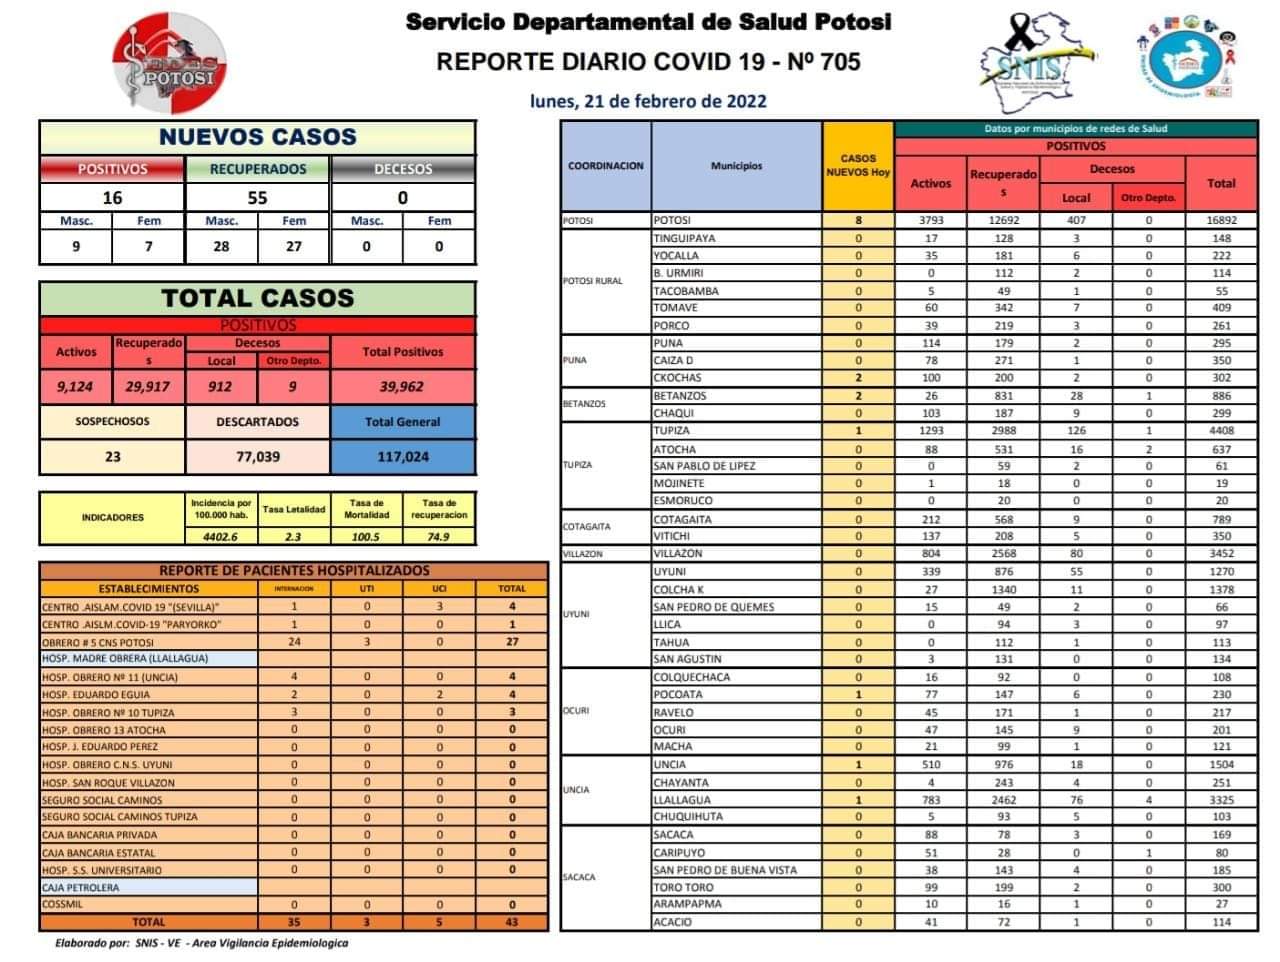 Servicio Departamental de Salud Potosi
REPORTE DIARIO COVID 19 - Nº 705
lunes, 21 de febrero de 2022
SEDES
POTOSI
SNIS
NUEVOS CASOS
POSITIVOS RECUPERADOS DECESOS
16 55 0
Masc. Fem Masc. Fem Masc. Fem
9 7 28 27 0 0
TOTAL CASOS
POSITIVOS
Activos Recuperados Decesos Total Positivos
Local Otro Depto.
9,124 29,917 912 9 39,962
SOSPECHOSOS DESCARTADOS Total General
23 77,039 117,024
INDICADORES Incidencia por 100.000 hab. Tasa Letalidad Tasa de Mortalidad Tasa de recuperacion
4402.6 2.3 100.5 74.9
REPORTE DE PACIENTES HOSPITALIZADOS
ESTABLECIMIENTOS INTERNACION UTI UCI TOTAL
CENTRO .AISLAM.COVID 19 "(SEVILLA)" 1 0 3 4
CENTRO .AISLM.COVID-19 "PARYORKO" 1 0 0 1
OBRERO # 5 CNS POTOSI 24 3 0 27
HOSP. MADRE OBRERA (LLALLAGUA)
HOSP. OBRERO Nº 11 (UNCIA) 4 0 0 4
HOSP. EDUARDO EGUIA 2 0 2 4
HOSP. OBRERO Nº 10 TUPIZA 3 0 0 3
HOSP. OBRERO 13 ATOCHA 0 0 0 0
HOSP. J. EDUARDO PEREZ 0 0 0 0
HOSP. OBRERO C.N.S. UYUNI 0 0 0 0
HOSP. SAN ROQUE VILLAZON 0 0 0 0
SEGURO SOCIAL CAMINOS 0 0 0 0
SEGURO SOCIAL CAMINOS TUPIZA 0 0 0 0
CAJA BANCARIA PRIVADA 0 0 0 0
CAJA BANCARIA ESTATAL 0 0 0 0
HOSP. S.S. UNIVERSITARIO 0 0 0 0
CAJA PETROLERA
COSSMIL 0 0 0 0
TOTAL 35 3 5 43
Elaborado por: SNIS - VE - Area Vigilancia Epidemiologica
COORDINACION Municipios CASOS NUEVOS Hoy Datos por municipios de redes de Salud
POSITIVOS
Activos Recuperados Decesos Total
Local Otro Depto.
POTOSI POTOSI 8 3793 12692 407 0 16892
POTOSI RURAL TINGUIPAYA 0 17 128 3 0 148
YOCALLA 0 35 181 6 0 222
B. URMIRI 0 0 112 2 0 114
TACOBAMBA 0 5 49 1 0 55
TOMAVE 0 60 342 7 0 409
PORCO 0 39 219 3 0 261
PUNA PUNA 0 114 179 2 0 295
CAIZA D 0 78 271 1 0 350
CKOCHAS 2 100 200 2 0 302
BETANZOS BETANZOS 2 26 831 28 1 886
CHAQUI 0 103 187 9 0 299
TUPIZA TUPIZA 1 1293 2988 126 1 4408
ATOCHA 0 88 531 16 2 637
SAN PABLO DE LIPEZ 0 0 59 2 0 61
MOJINETE 0 1 18 0 0 19
ESMORUCO 0 0 20 0 0 20
COTAGAITA COTAGAITA 0 212 568 9 0 789
VITICHI 0 137 208 5 0 350
VILLAZON VILLAZON 0 804 2568 80 0 3452
UYUNI UYUNI 0 339 876 55 0 1270
COLCHA K 0 27 1340 11 0 1378
SAN PEDRO DE QUEMES 0 15 49 2 0 66
LLICA 0 0 94 3 0 97
TAHUA 0 0 112 1 0 113
SAN AGUSTIN 0 3 131 0 0 134
OCURI COLQUECHACA 0 16 92 0 0 108
POCOATA 1 77 147 6 0 230
RAVELO 0 45 171 1 0 217
OCURI 0 47 145 9 0 201
MACHA 0 21 99 1 0 121
UNCIA UNCIA 1 510 976 18 0 1504
CHAYANTA 0 4 243 4 0 251
LLALLAGUA 1 783 2462 76 4 3325
CHUQUIHUTA 0 5 93 5 0 103
SACACA SACACA 0 88 78 3 0 169
CARIPUYO 0 51 28 0 1 80
SAN PEDRO DE BUENA VISTA 0 38 143 4 0 185
TORO TORO 0 99 199 2 0 300
ARAMPAPMA 0 10 16 1 0 27
ACACIO 0 41 72 1 0 114